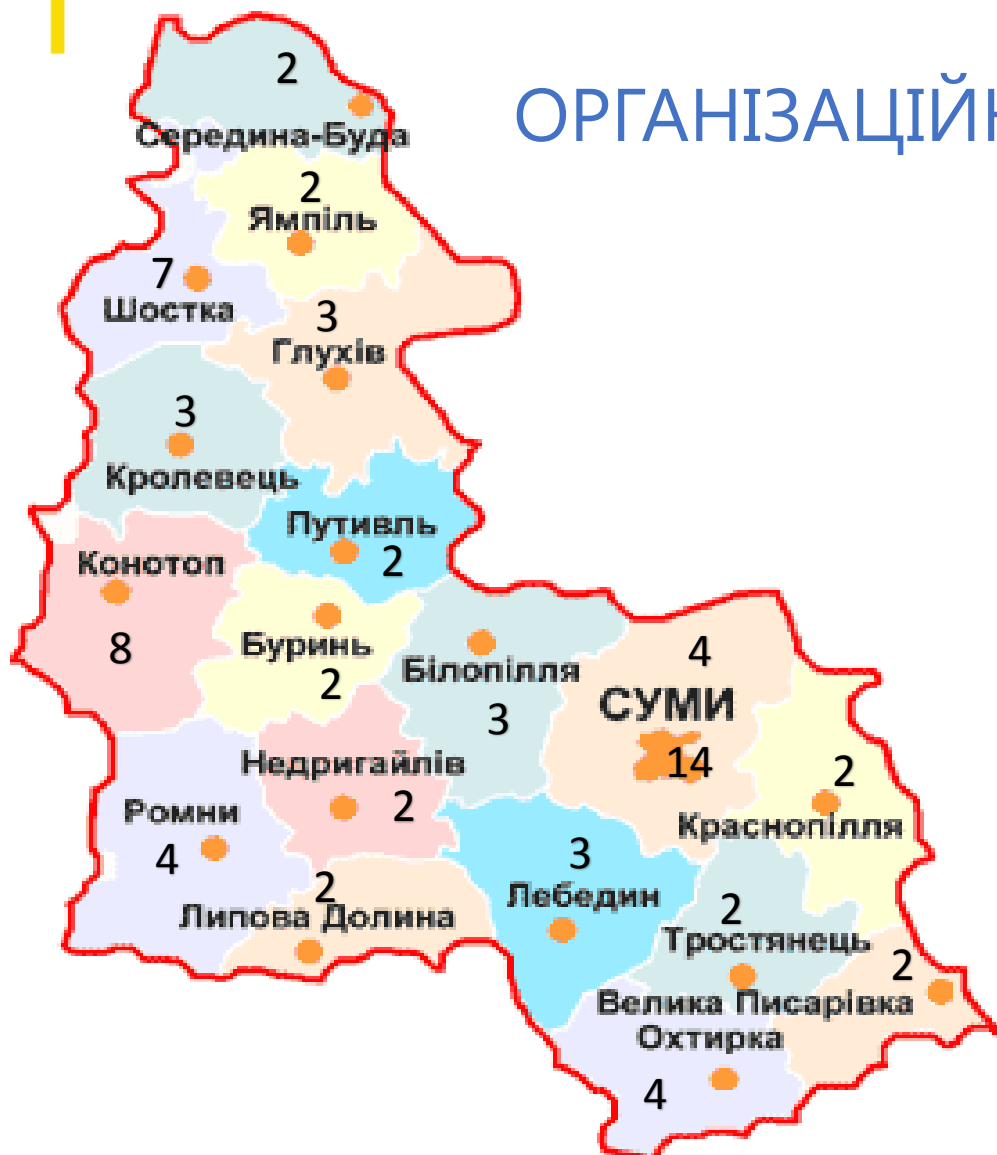 ОРГАНІЗАЦІЙН
2
Середина-Буда
2
Ямпіль
7
Шостка
3
Глухів
3
Кролевець
Путивль
2
Конотоп
8
Буринь
2
Білопілля
3
4
СУМИ
14
Недригайлів
2
2
Краснопілля
Ромни
4
3
Лебедин
2
Липова Долина
2
Тростянець
2
Велика Писарівка
Охтирка
4